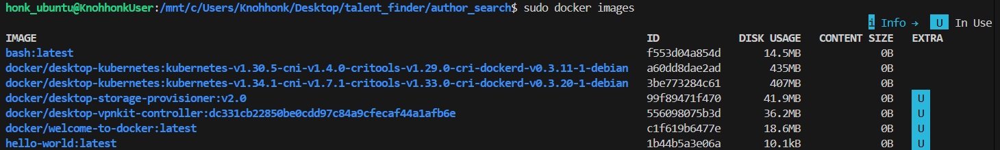 honk_ubuntu@KnohhonkUser:/mnt/c/Users/Knohhonk/Desktop/talent_finder/author_search$ sudo docker images
i Info → U In Use
IMAGE ID DISK USAGE CONTENT SIZE EXTRA
bash:latest f553d04a854d 14.5MB 0B
docker/desktop-kubernetes:kubernetes-v1.30.5-cni-v1.4.0-critools-v1.29.0-cri-dockerd-v0.3.11-1-debian a60dd8dae2ad 435MB 0B
docker/desktop-kubernetes:kubernetes-v1.34.1-cni-v1.7.1-critools-v1.33.0-cri-dockerd-v0.3.20-1-debian 3be773284c61 407MB 0B
docker/desktop-storage-provisioner:v2.0 99f89471f470 41.9MB 0B U
docker/desktop-vpnkit-controller:dc331cb22850be0cdd97c84a9cfecaf44a1afb6e 556098075b3d 36.2MB 0B U
docker/welcome-to-docker:latest c1f619b6477e 18.6MB 0B U
hello-world:latest 1b44b5a3e06a 10.1kB 0B U